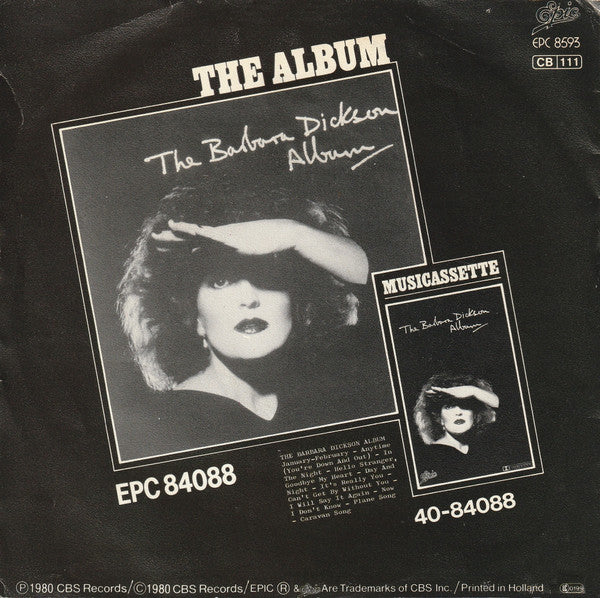 Epic
EPC 8593
CB 111
THE ALBUM
The Barbara Dickson
Album
MUSICASSETTE
The Barbara Dickson
Album
THE BARBARA DICKSON ALBUM
January-February - Anytime
(You're Down And Out) - In
The Night - Hello Stranger,
Goodbye My Heart - Day And
Night - It's Really You -
Can't Get By Without You -
I Will Say It Again - Now
I Don't Know - Plane Song
- Caravan Song
EPC 84088
Epic
40-84088
Ⓟ1980 CBS Records/©1980 CBS Records/EPIC ® & Epic Are Trademarks of CBS Inc./Printed in Holland